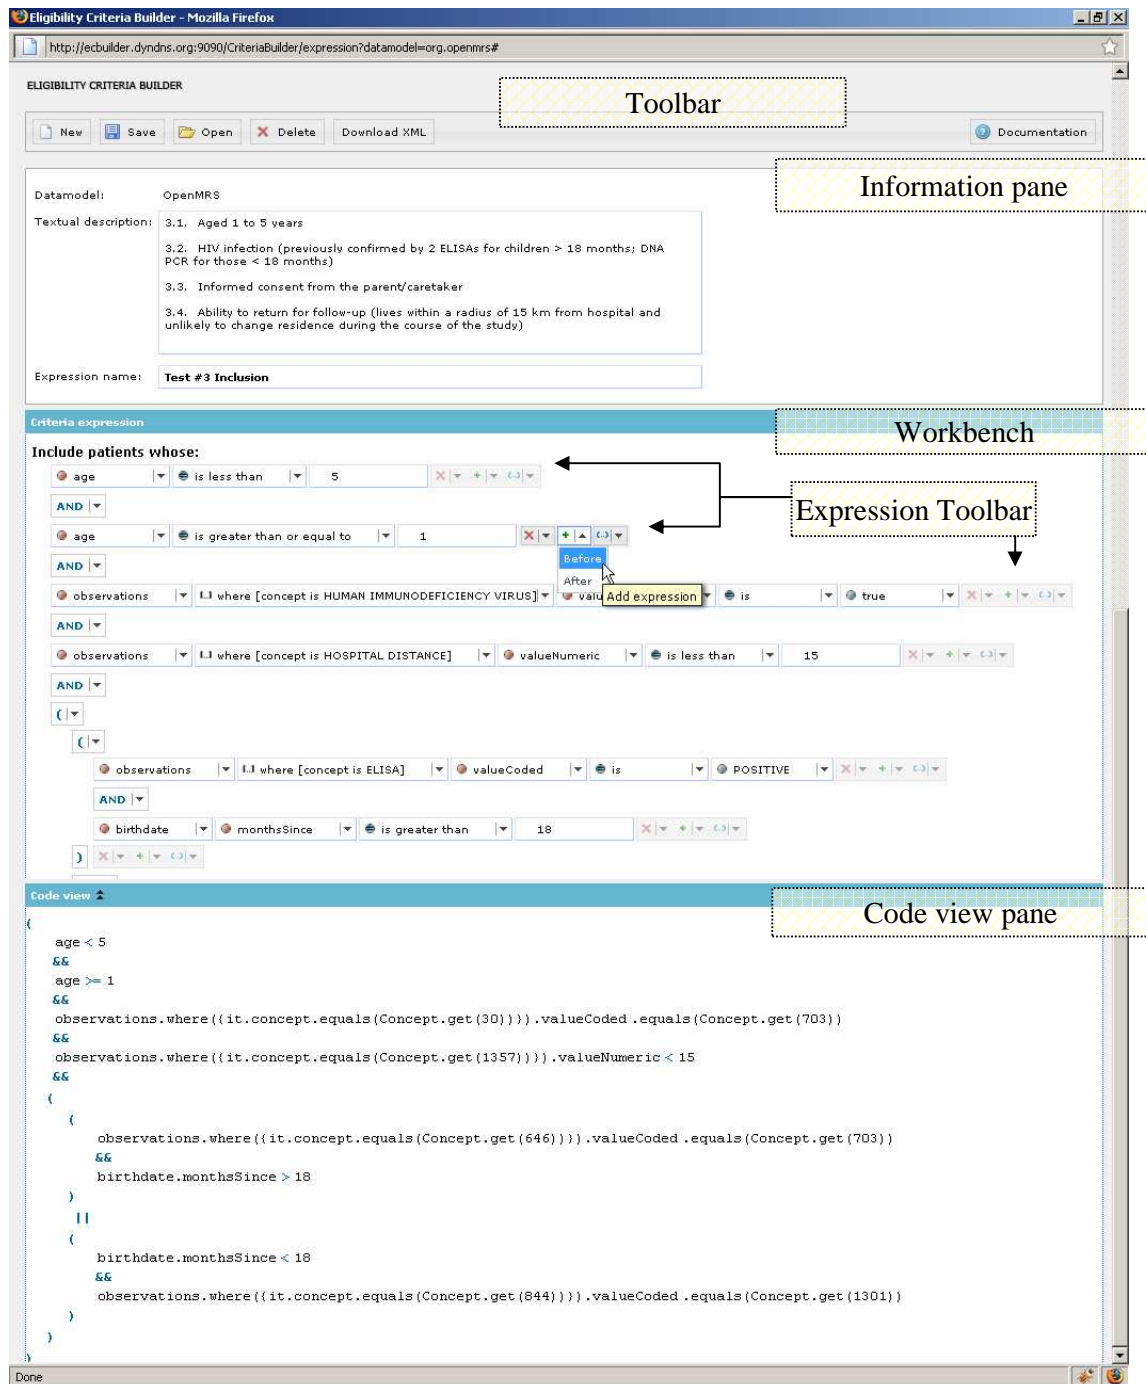 Eligibility Criteria Builder - Mozilla Firefox
http://ecbuilder.dyndns.org:9090/CriteriaBuilder/expression?datamodel=org.openmrs#
ELIGIBILITY CRITERIA BUILDER
Toolbar
New Save Open Delete Download XML Documentation
Information pane
Datamodel: OpenMRS
Textual description: 3.1. Aged 1 to 5 years
3.2. HIV infection (previously confirmed by 2 ELISAs for children > 18 months; DNA
PCR for those < 18 months)
3.3. Informed consent from the parent/caretaker
3.4. Ability to return for follow-up (lives within a radius of 15 km from hospital and
unlikely to change residence during the course of the study)
Expression name: Test #3 Inclusion
Criteria expression
Workbench
Include patients whose:
age is less than 5
AND
Expression Toolbar
age is greater than or equal to 1
AND
Before
After
Add expression
observations [..] where [concept is HUMAN IMMUNODEFICIENCY VIRUS] is true
AND
observations [..] where [concept is HOSPITAL DISTANCE] valueNumeric is less than 15
AND
(
(
observations [..] where [concept is ELISA] valueCoded is POSITIVE
AND
birthdate monthsSince is greater than 18
)
Code view
Code view pane
(
age < 5
&&
age >= 1
&&
observations.where({it.concept.equals(Concept.get(30))}).valueCoded .equals(Concept.get(703))
&&
observations.where({it.concept.equals(Concept.get(1357))}).valueNumeric < 15
&&
(
(
observations.where({it.concept.equals(Concept.get(646))}).valueCoded .equals(Concept.get(703))
&&
birthdate.monthsSince > 18
)
||
(
birthdate.monthsSince < 18
&&
observations.where({it.concept.equals(Concept.get(844))}).valueCoded .equals(Concept.get(1301))
)
)
)
Done